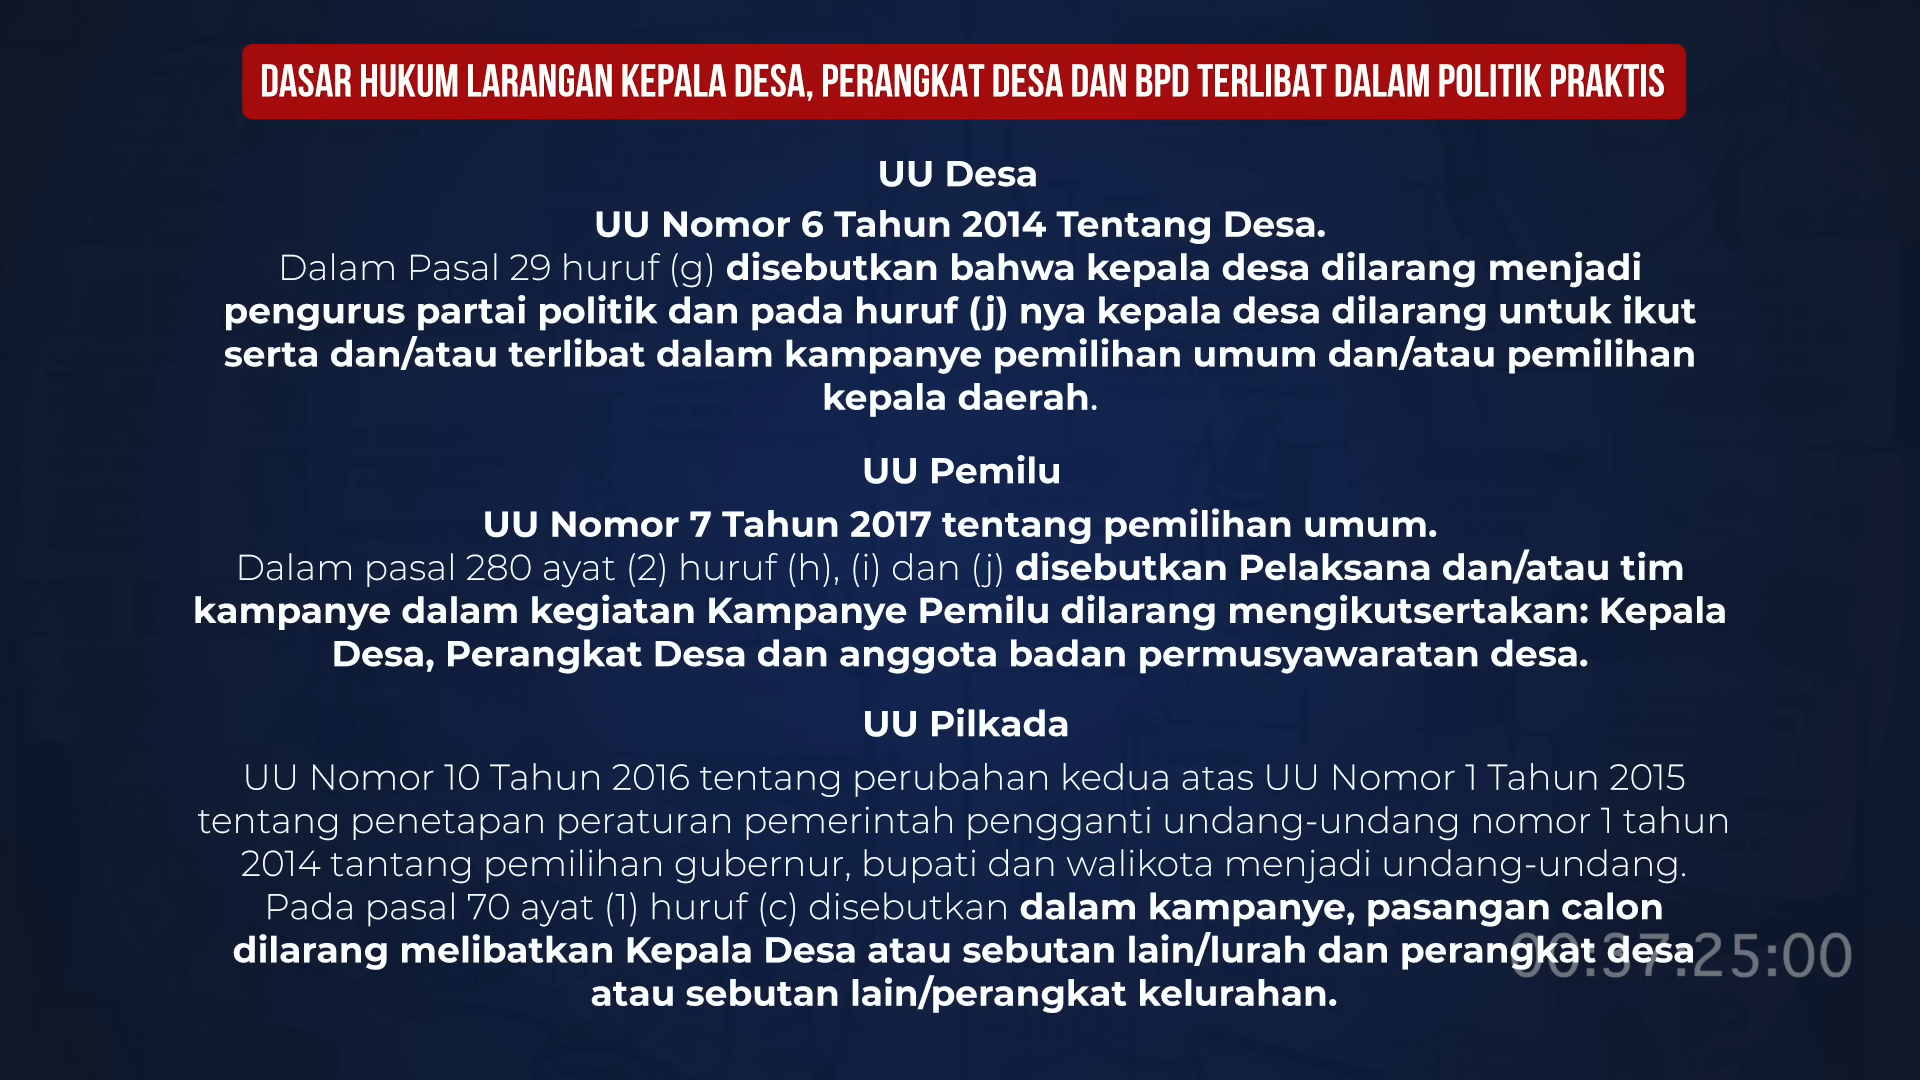 DASAR HUKUM LARANGAN KEPALA DESA, PERANGKAT DESA DAN BPD TERLIBAT DALAM POLITIK PRAKTIS
UU Desa
UU Nomor 6 Tahun 2014 Tentang Desa.
Dalam Pasal 29 huruf (g) disebutkan bahwa kepala desa dilarang menjadi
pengurus partai politik dan pada huruf (j) nya kepala desa dilarang untuk ikut
serta dan/atau terlibat dalam kampanye pemilihan umum dan/atau pemilihan
kepala daerah.
UU Pemilu
UU Nomor 7 Tahun 2017 tentang pemilihan umum.
Dalam pasal 280 ayat (2) huruf (h), (i) dan (j) disebutkan Pelaksana dan/atau tim
kampanye dalam kegiatan Kampanye Pemilu dilarang mengikutsertakan: Kepala
Desa, Perangkat Desa dan anggota badan permusyawaratan desa.
UU Pilkada
UU Nomor 10 Tahun 2016 tentang perubahan kedua atas UU Nomor 1 Tahun 2015
tentang penetapan peraturan pemerintah pengganti undang-undang nomor 1 tahun
2014 tantang pemilihan gubernur, bupati dan walikota menjadi undang-undang.
Pada pasal 70 ayat (1) huruf (c) disebutkan dalam kampanye, pasangan calon
dilarang melibatkan Kepala Desa atau sebutan lain/lurah dan perangkat desa
atau sebutan lain/perangkat kelurahan.
00:37:25:00